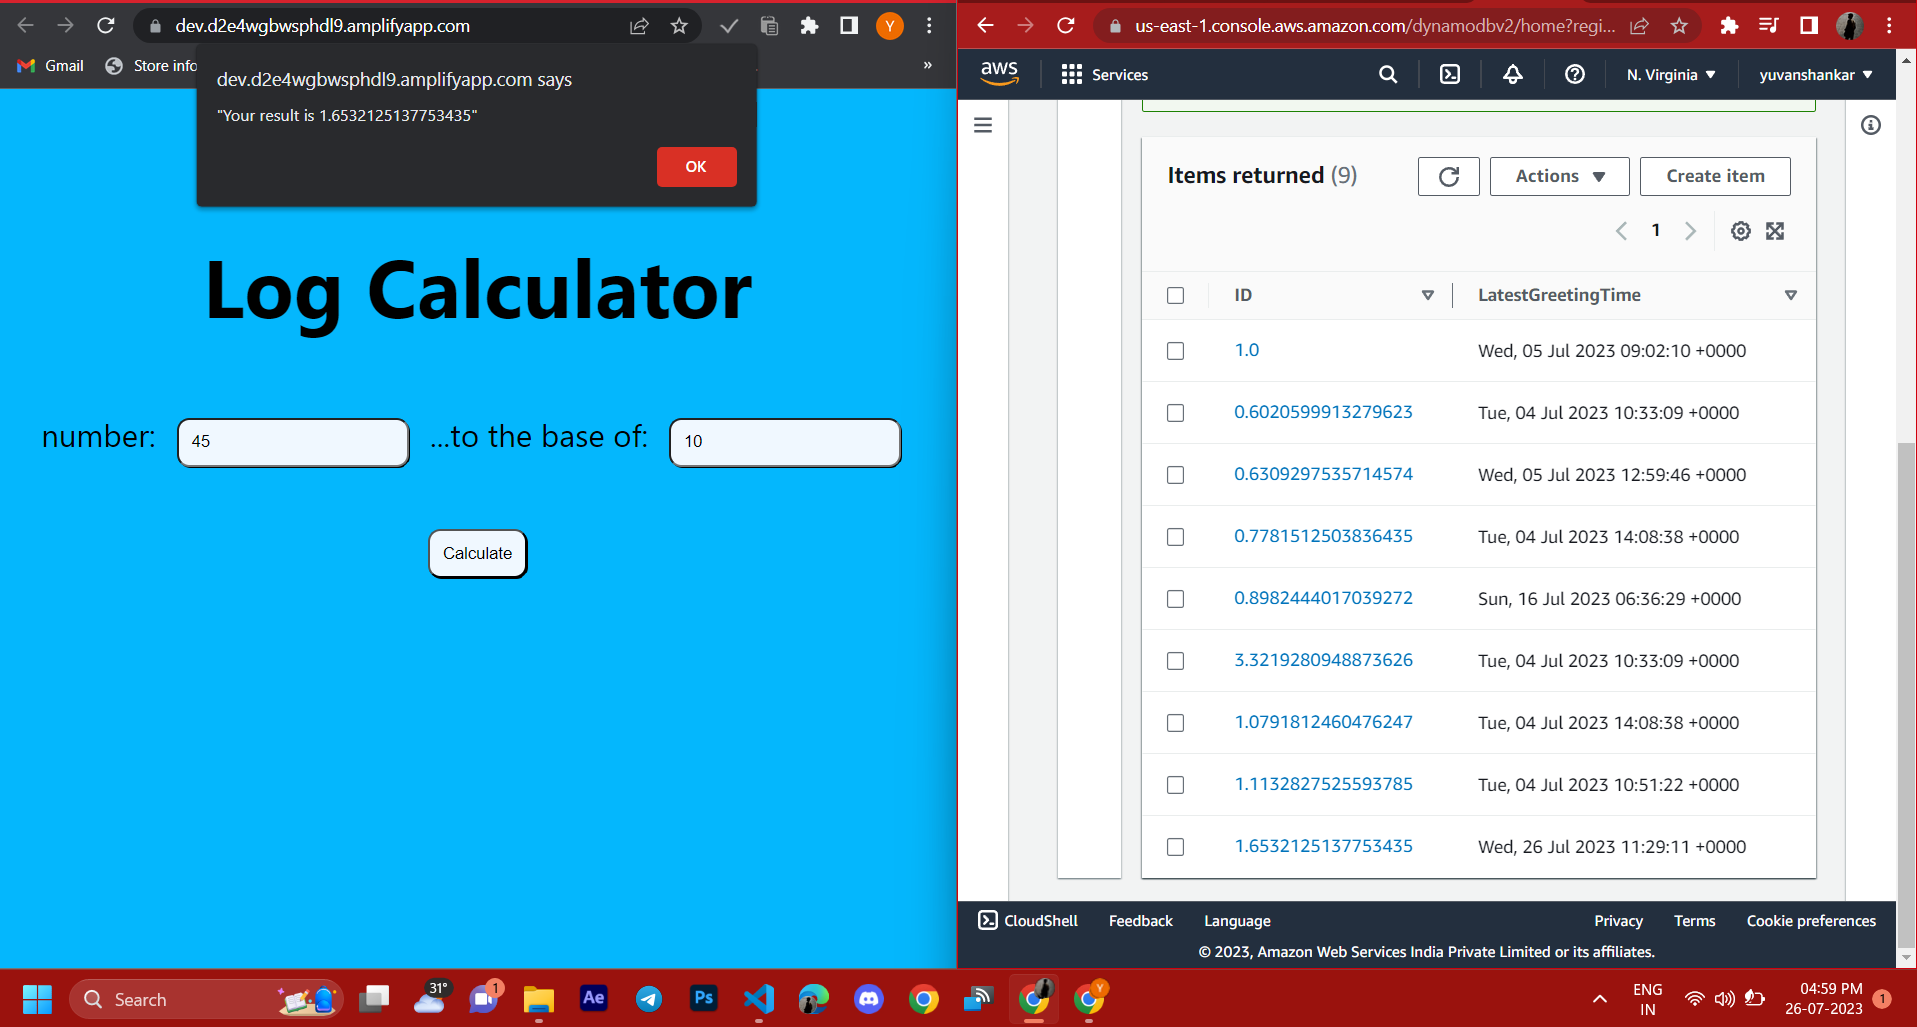 dev.d2e4wgbwsphdl9.amplifyapp.com
Y
Gmail
Store info
»
dev.d2e4wgbwsphdl9.amplifyapp.com says
"Your result is 1.6532125137753435"
OK
Log Calculator
number:
45
...to the base of:
10
Calculate
us-east-1.console.aws.amazon.com/dynamodbv2/home?regi...
aws
Services
N. Virginia
yuvanshankar
Items returned (9)
Actions
Create item
1
ID
LatestGreetingTime
1.0
Wed, 05 Jul 2023 09:02:10 +0000
0.6020599913279623
Tue, 04 Jul 2023 10:33:09 +0000
0.6309297535714574
Wed, 05 Jul 2023 12:59:46 +0000
0.7781512503836435
Tue, 04 Jul 2023 14:08:38 +0000
0.8982444017039272
Sun, 16 Jul 2023 06:36:29 +0000
3.3219280948873626
Tue, 04 Jul 2023 10:33:09 +0000
1.0791812460476247
Tue, 04 Jul 2023 14:08:38 +0000
1.1132827525593785
Tue, 04 Jul 2023 10:51:22 +0000
1.6532125137753435
Wed, 26 Jul 2023 11:29:11 +0000
CloudShell
Feedback
Language
Privacy
Terms
Cookie preferences
© 2023, Amazon Web Services India Private Limited or its affiliates.
Search
31°
1
Ae
Ps
Y
ENG
IN
04:59 PM
26-07-2023
1